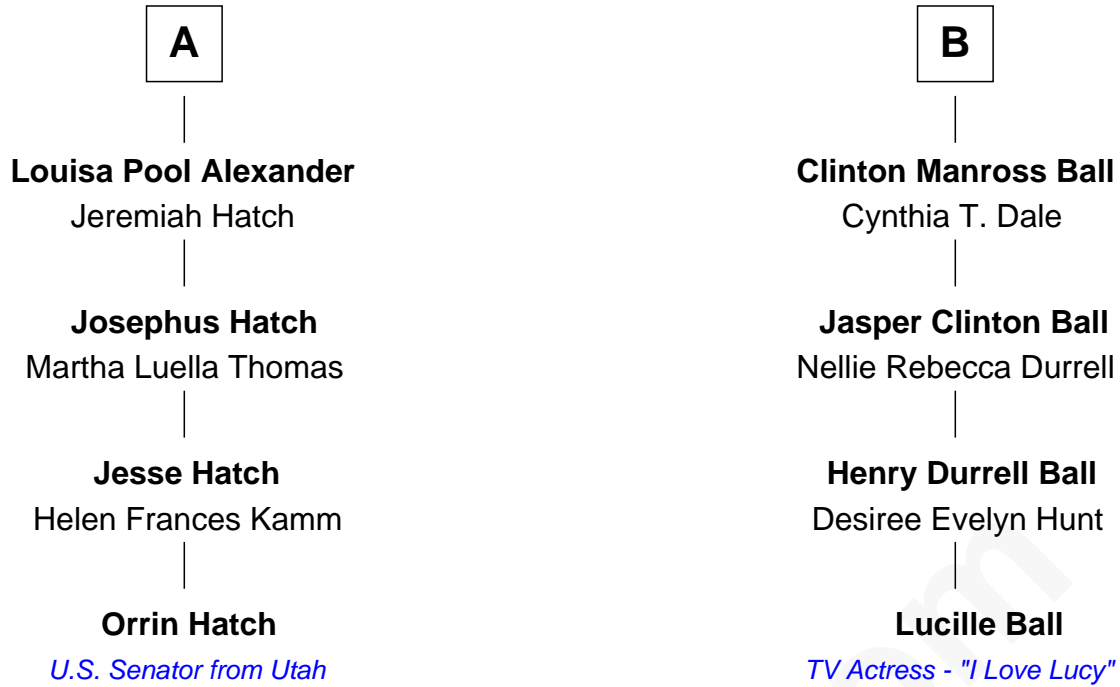 A
Louisa Pool Alexander
Jeremiah Hatch
Josephus Hatch
Martha Luella Thomas
Jesse Hatch
Helen Frances Kamm
Orrin Hatch
U.S. Senator from Utah
B
Clinton Manross Ball
Cynthia T. Dale
Jasper Clinton Ball
Nellie Rebecca Durrell
Henry Durrell Ball
Desiree Evelyn Hunt
Lucille Ball
TV Actress - "I Love Lucy"